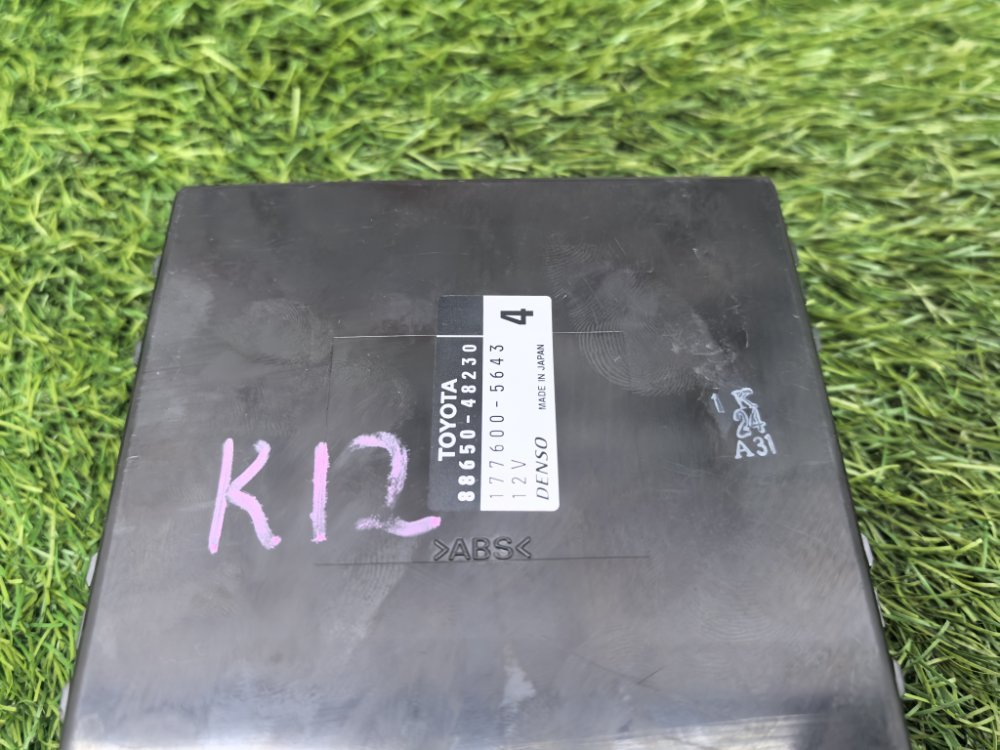 TOYOTA
88650-48230
177600-5643
12V
DENSO
MADE IN JAPAN
4
K12
>ABS<
1 K
24
A31